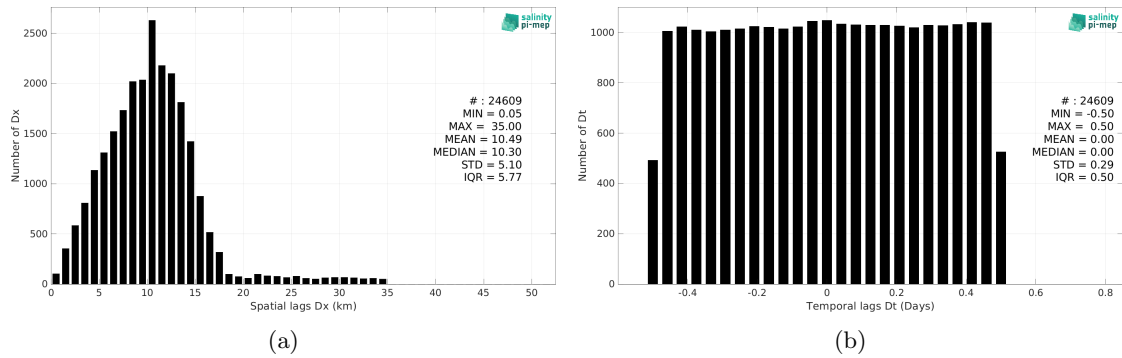 2500
2000
1500
1000
500
0
Number of Dx
0 5 10 15 20 25 30 35 40 45 50
Spatial lags Dx (km)
salinity
pi-mep
# : 24609
MIN = 0.05
MAX = 35.00
MEAN = 10.49
MEDIAN = 10.30
STD = 5.10
IQR = 5.77
(a)
1000
800
600
400
200
0
Number of Dt
-0.4 -0.2 0 0.2 0.4 0.6 0.8
Temporal lags Dt (Days)
salinity
pi-mep
# : 24609
MIN = -0.50
MAX = 0.50
MEAN = 0.00
MEDIAN = 0.00
STD = 0.29
IQR = 0.50
(b)